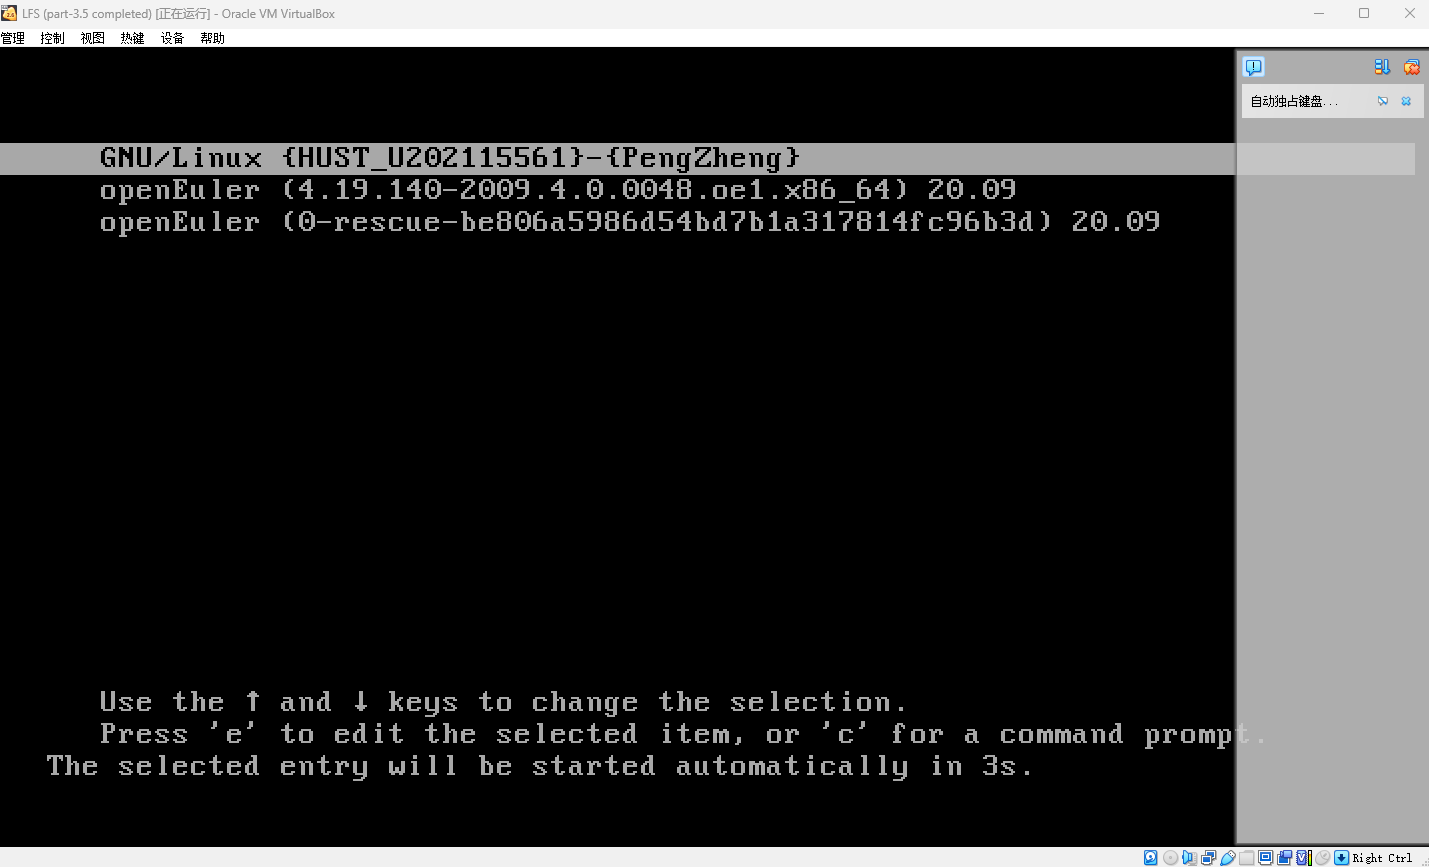 LFS (part-3.5 completed) [正在运行] - Oracle VM VirtualBox
管理 控制 视图 热键 设备 帮助
自动独占键盘...
GNU/Linux {HUST_U202115561}-{PengZheng}
openEuler (4.19.140-2009.4.0.0048.oe1.x86_64) 20.09
openEuler (0-rescue-be806a5986d54bd7b1a317814fc96b3d) 20.09
Use the ↑ and ↓ keys to change the selection.
Press 'e' to edit the selected item, or 'c' for a command prompt.
The selected entry will be started automatically in 3s.
Right Ctrl